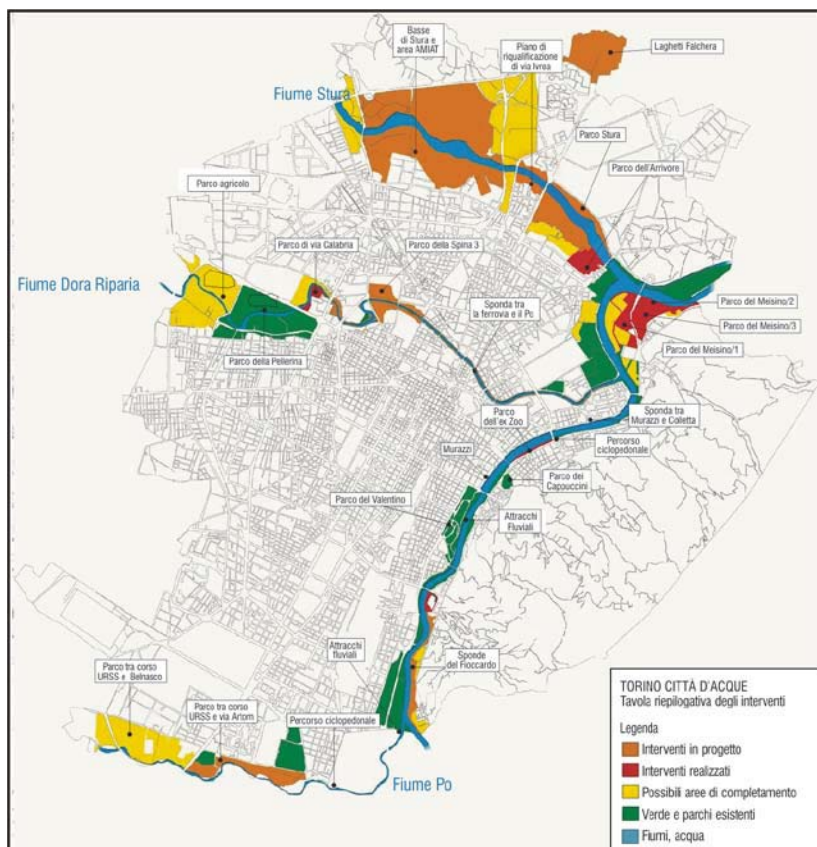 Basse
di Stura e
area AMIAT
Piano di
riqualificazione
di via Ivrea
Laghetti Falchera
Fiume Stura
Parco Stura
Parco dell'Arrivore
Parco agricolo
Parco di via Calabria
Parco della Spina 3
Fiume Dora Riparia
Sponda tra
la ferrovia e il Po
Parco del Meisino/2
Parco del Meisino/3
Parco del Meisino/1
Parco della Pellerina
Parco
dell'ex Zoo
Sponda tra
Murazzi e Colletta
Murazzi
Percorso
ciclopedonale
Parco dei
Cappuccini
Parco del Valentino
Attracchi
Fluviali
Attracchi
fluviali
Sponde
del Fioccardo
Parco tra corso
URSS e Beinasco
Parco tra corso
URSS e via Artom
Percorso ciclopedonale
Fiume Po
TORINO CITTÀ D'ACQUE
Tavola riepilogativa degli interventi
Legenda
Interventi in progetto
Interventi realizzati
Possibili aree di completamento
Verde e parchi esistenti
Fiumi, acqua